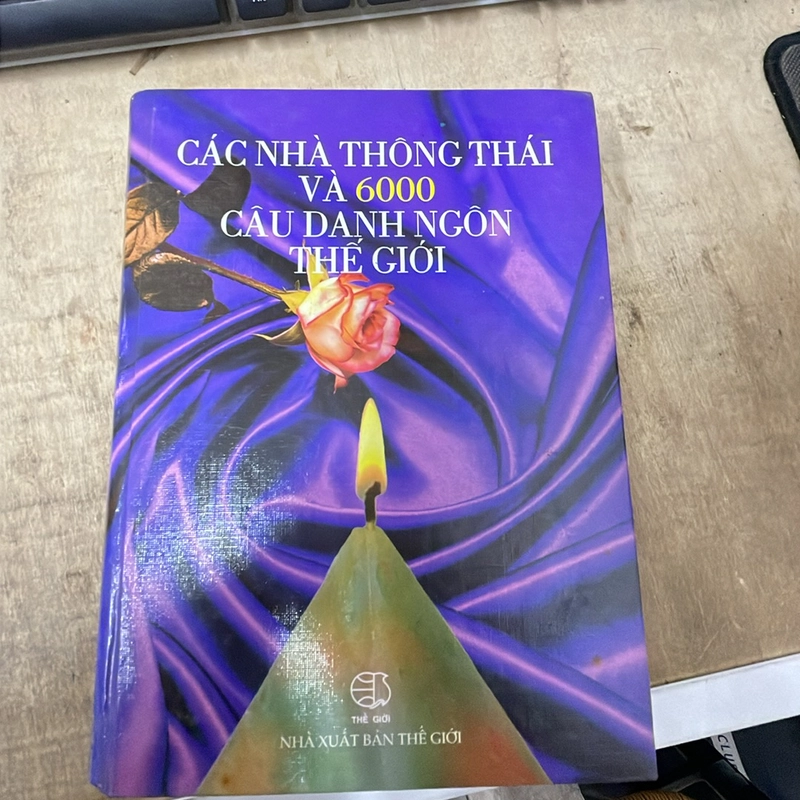 CÁC NHÀ THÔNG THÁI
VÀ 6000
CÂU DANH NGÔN
THẾ GIỚI
THẾ GIỚI
NHÀ XUẤT BẢN THẾ GIỚI